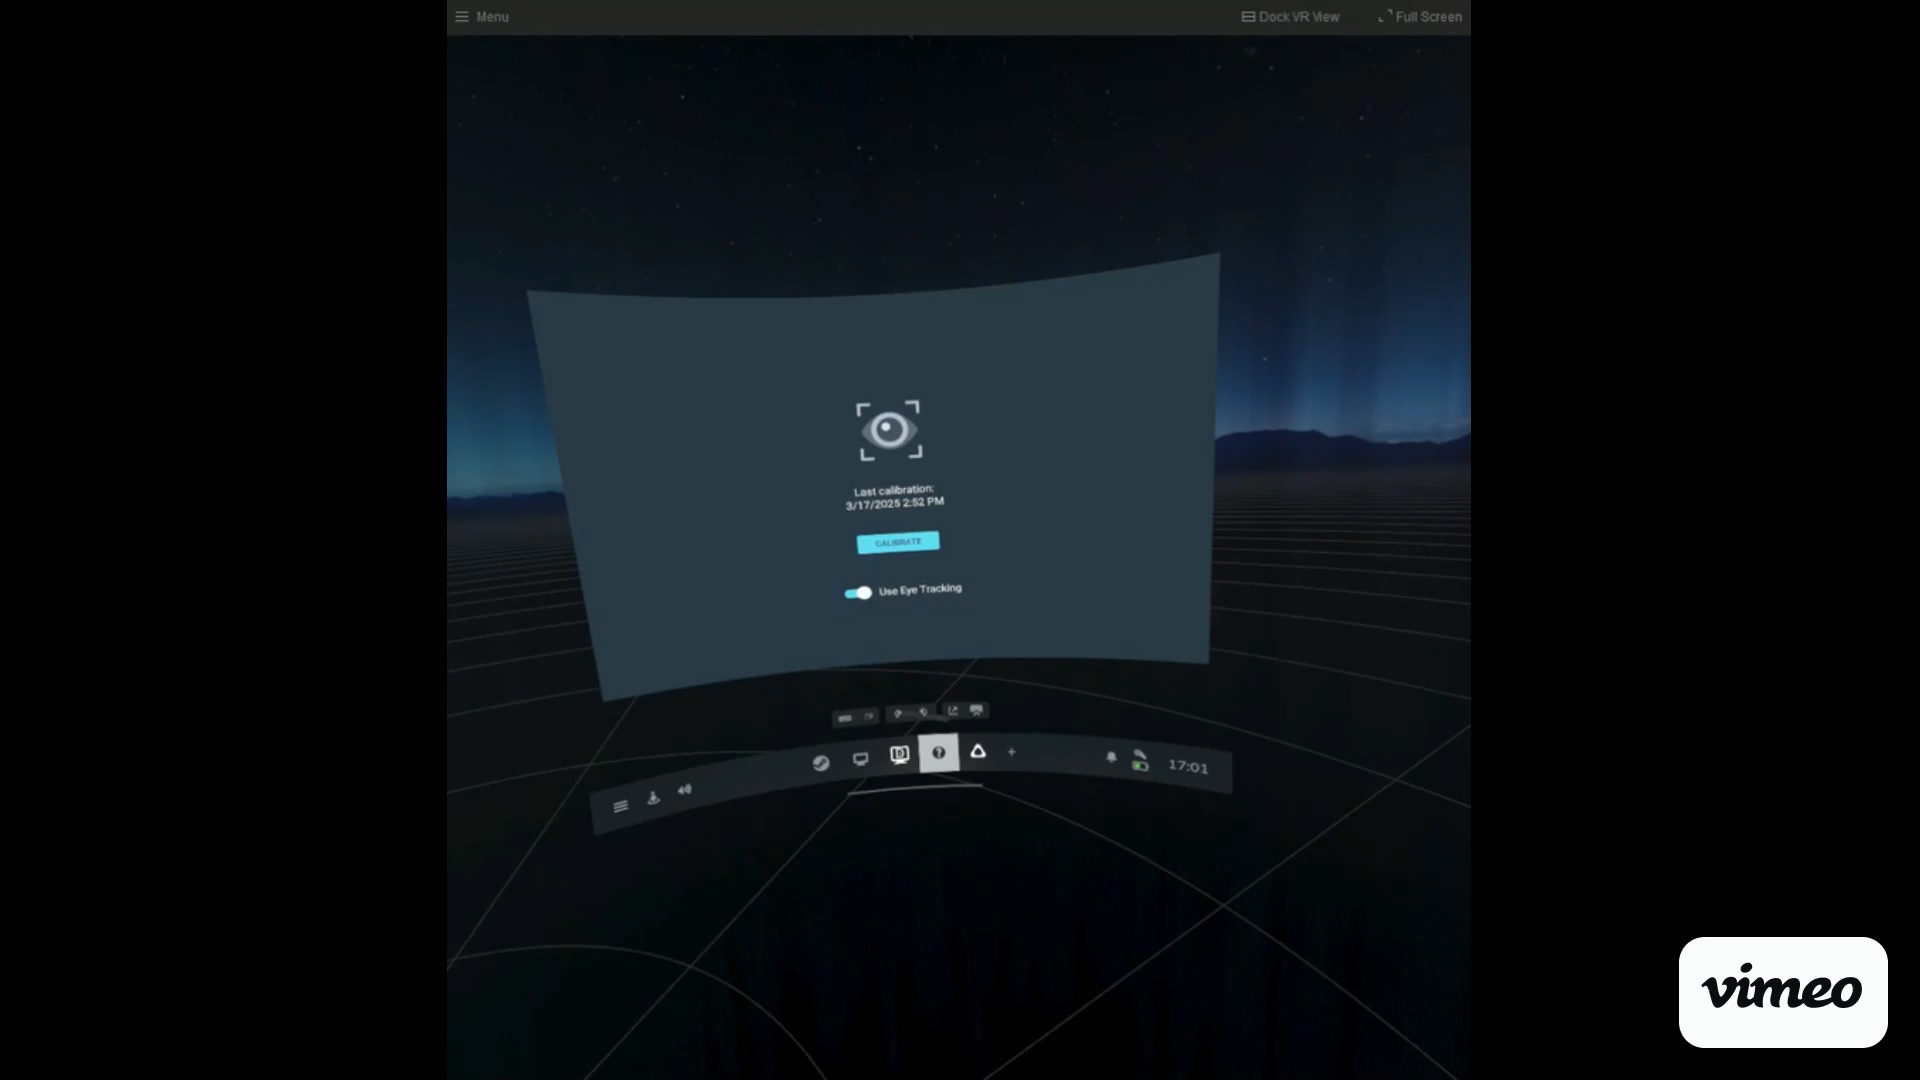 Menu
Dock VR View
Full Screen
Last calibration:
3/17/2025 2:52 PM
CALIBRATE
Use Eye Tracking
17:01
vimeo